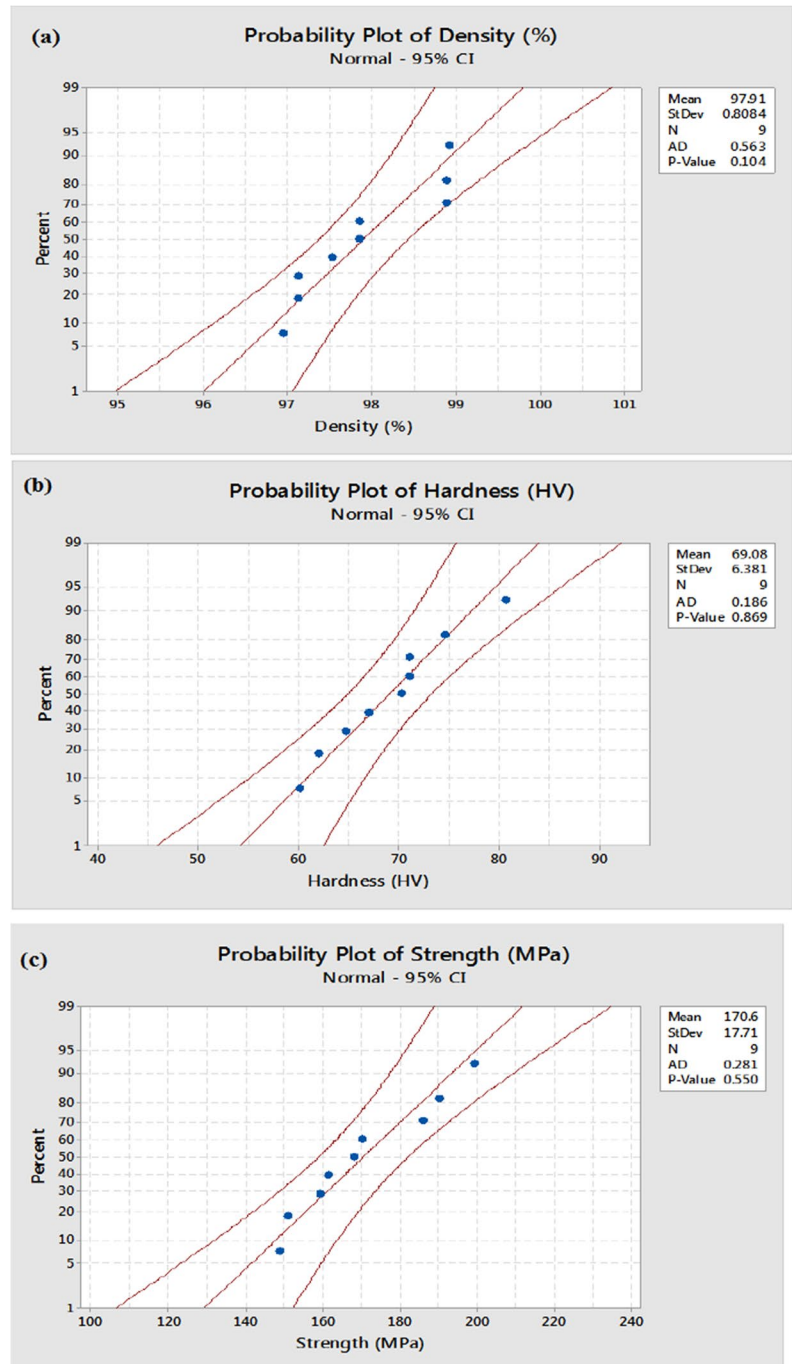 (a)
Probability Plot of Density (%)
Normal - 95% CI
Mean 97.91
StDev 0.8084
N 9
AD 0.563
P-Value 0.104
Percent
99
95
90
80
70
60
50
40
30
20
10
5
1
95 96 97 98 99 100 101
Density (%)
(b)
Probability Plot of Hardness (HV)
Normal - 95% CI
Mean 69.08
StDev 6.381
N 9
AD 0.186
P-Value 0.869
Percent
99
95
90
80
70
60
50
40
30
20
10
5
1
40 50 60 70 80 90
Hardness (HV)
(c)
Probability Plot of Strength (MPa)
Normal - 95% CI
Mean 170.6
StDev 17.71
N 9
AD 0.281
P-Value 0.550
Percent
99
95
90
80
70
60
50
40
30
20
10
5
1
100 120 140 160 180 200 220 240
Strength (MPa)